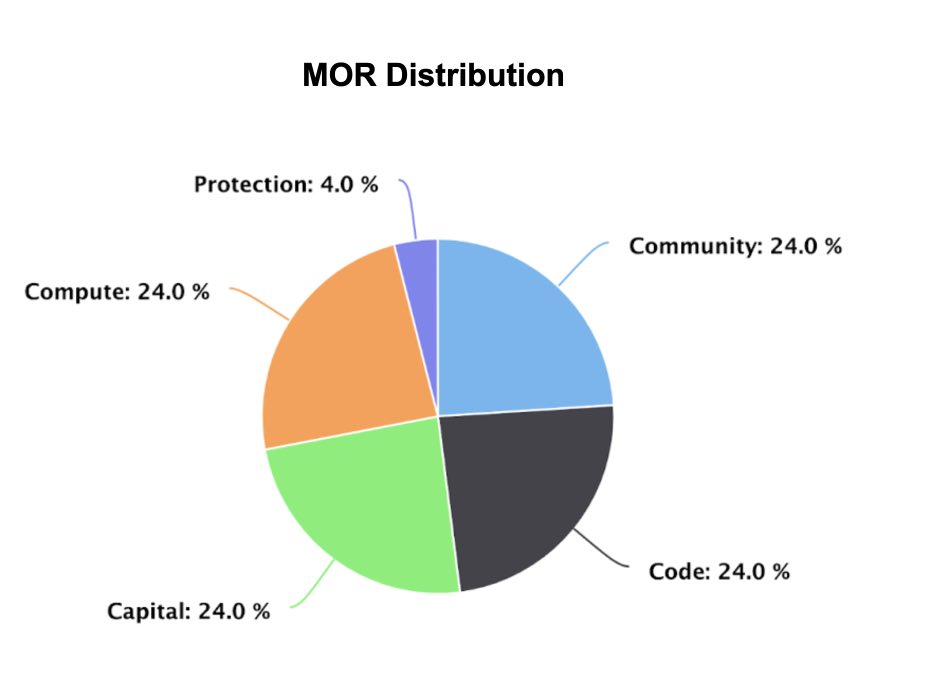 MOR Distribution
Protection: 4.0 %
Community: 24.0 %
Compute: 24.0 %
Code: 24.0 %
Capital: 24.0 %